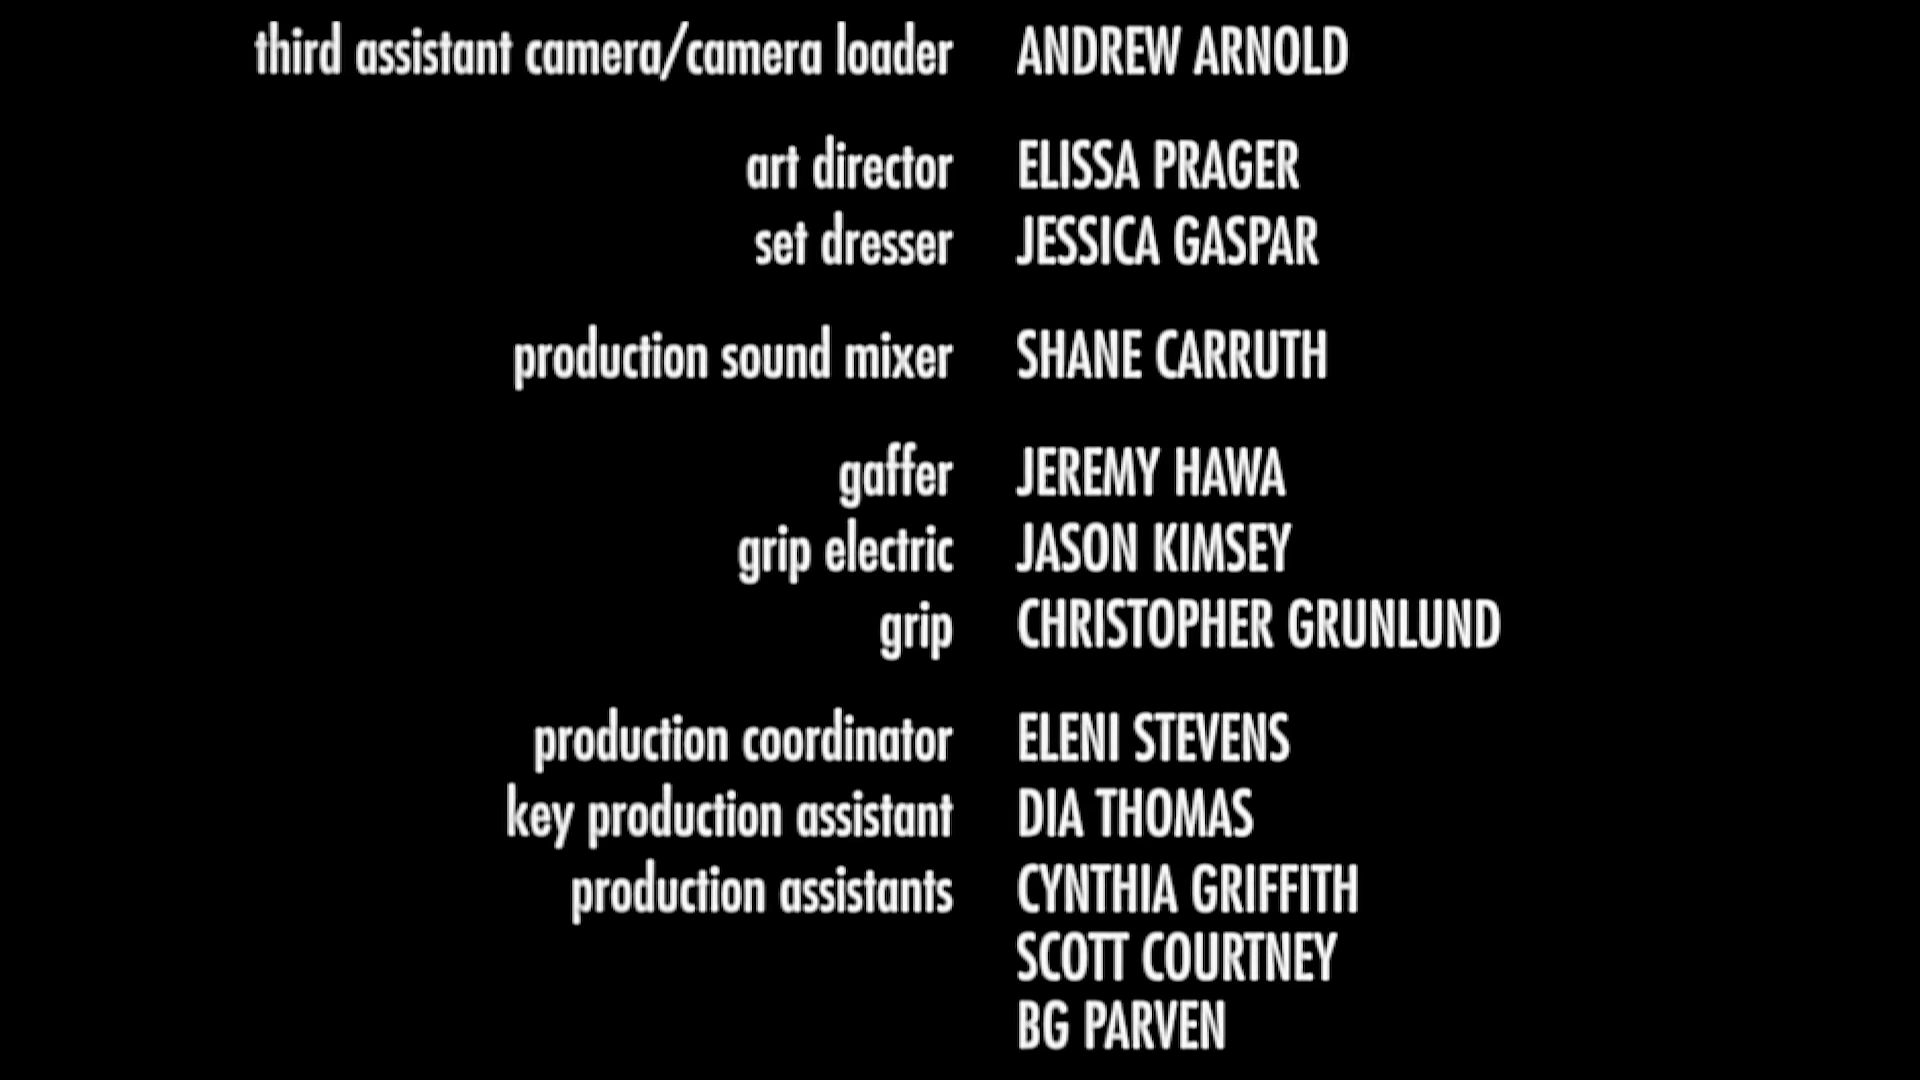 third assistant camera/camera loader ANDREW ARNOLD
art director ELISSA PRAGER
set dresser JESSICA GASPAR
production sound mixer SHANE CARRUTH
gaffer JEREMY HAWA
grip electric JASON KIMSEY
grip CHRISTOPHER GRUNLUND
production coordinator ELENI STEVENS
key production assistant DIA THOMAS
production assistants CYNTHIA GRIFFITH
SCOTT COURTNEY
BG PARVEN